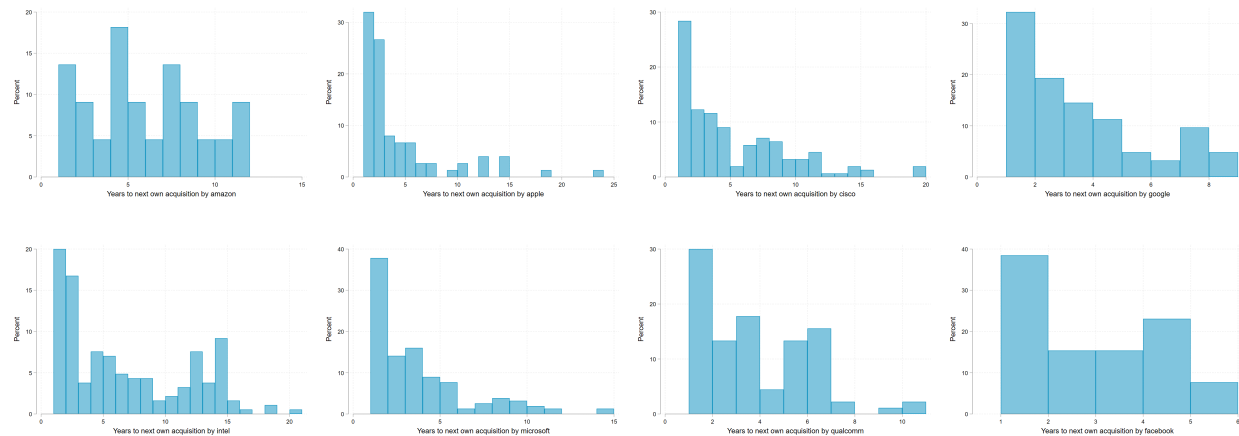 Percent
20
15
10
5
0
0 5 10 15
Years to next own acquisition by amazon
Percent
30
20
10
0
0 5 10 15 20 25
Years to next own acquisition by apple
Percent
30
20
10
0
0 5 10 15 20
Years to next own acquisition by cisco
Percent
30
20
10
0
0 2 4 6 8
Years to next own acquisition by google
Percent
20
15
10
5
0
0 5 10 15 20
Years to next own acquisition by intel
Percent
40
30
20
10
0
0 5 10 15
Years to next own acquisition by microsoft
Percent
30
20
10
0
0 2 4 6 8 10
Years to next own acquisition by qualcomm
Percent
40
30
20
10
0
1 2 3 4 5 6
Years to next own acquisition by facebook